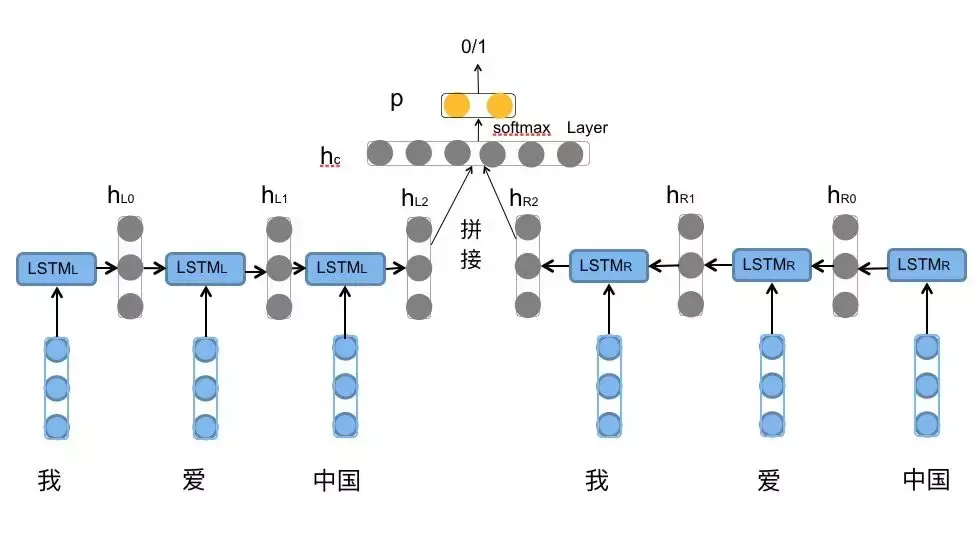 0/1
p
softmax Layer
hc
hL0
hL1
hL2
hR2
hR1
hR0
拼
接
LSTML
LSTML
LSTML
LSTMR
LSTMR
LSTMR
我 爱 中国 我 爱 中国